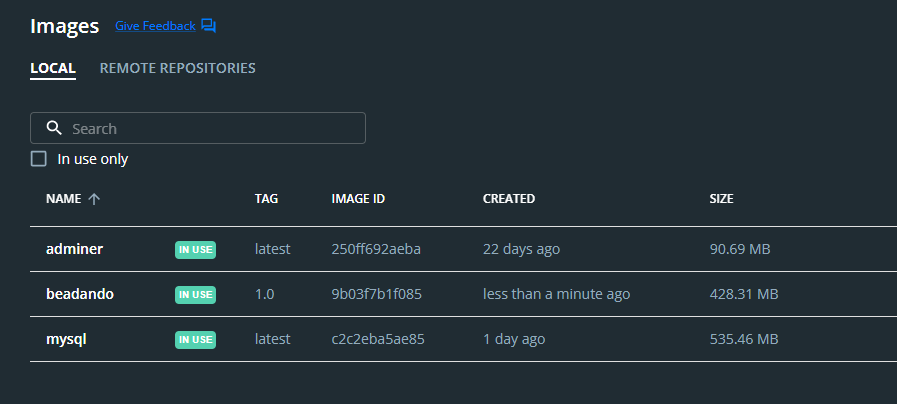 Images Give Feedback
LOCAL REMOTE REPOSITORIES
Search
In use only
NAME TAG IMAGE ID CREATED SIZE
adminer IN USE latest 250ff692aeba 22 days ago 90.69 MB
beadando IN USE 1.0 9b03f7b1f085 less than a minute ago 428.31 MB
mysql IN USE latest c2c2eba5ae85 1 day ago 535.46 MB